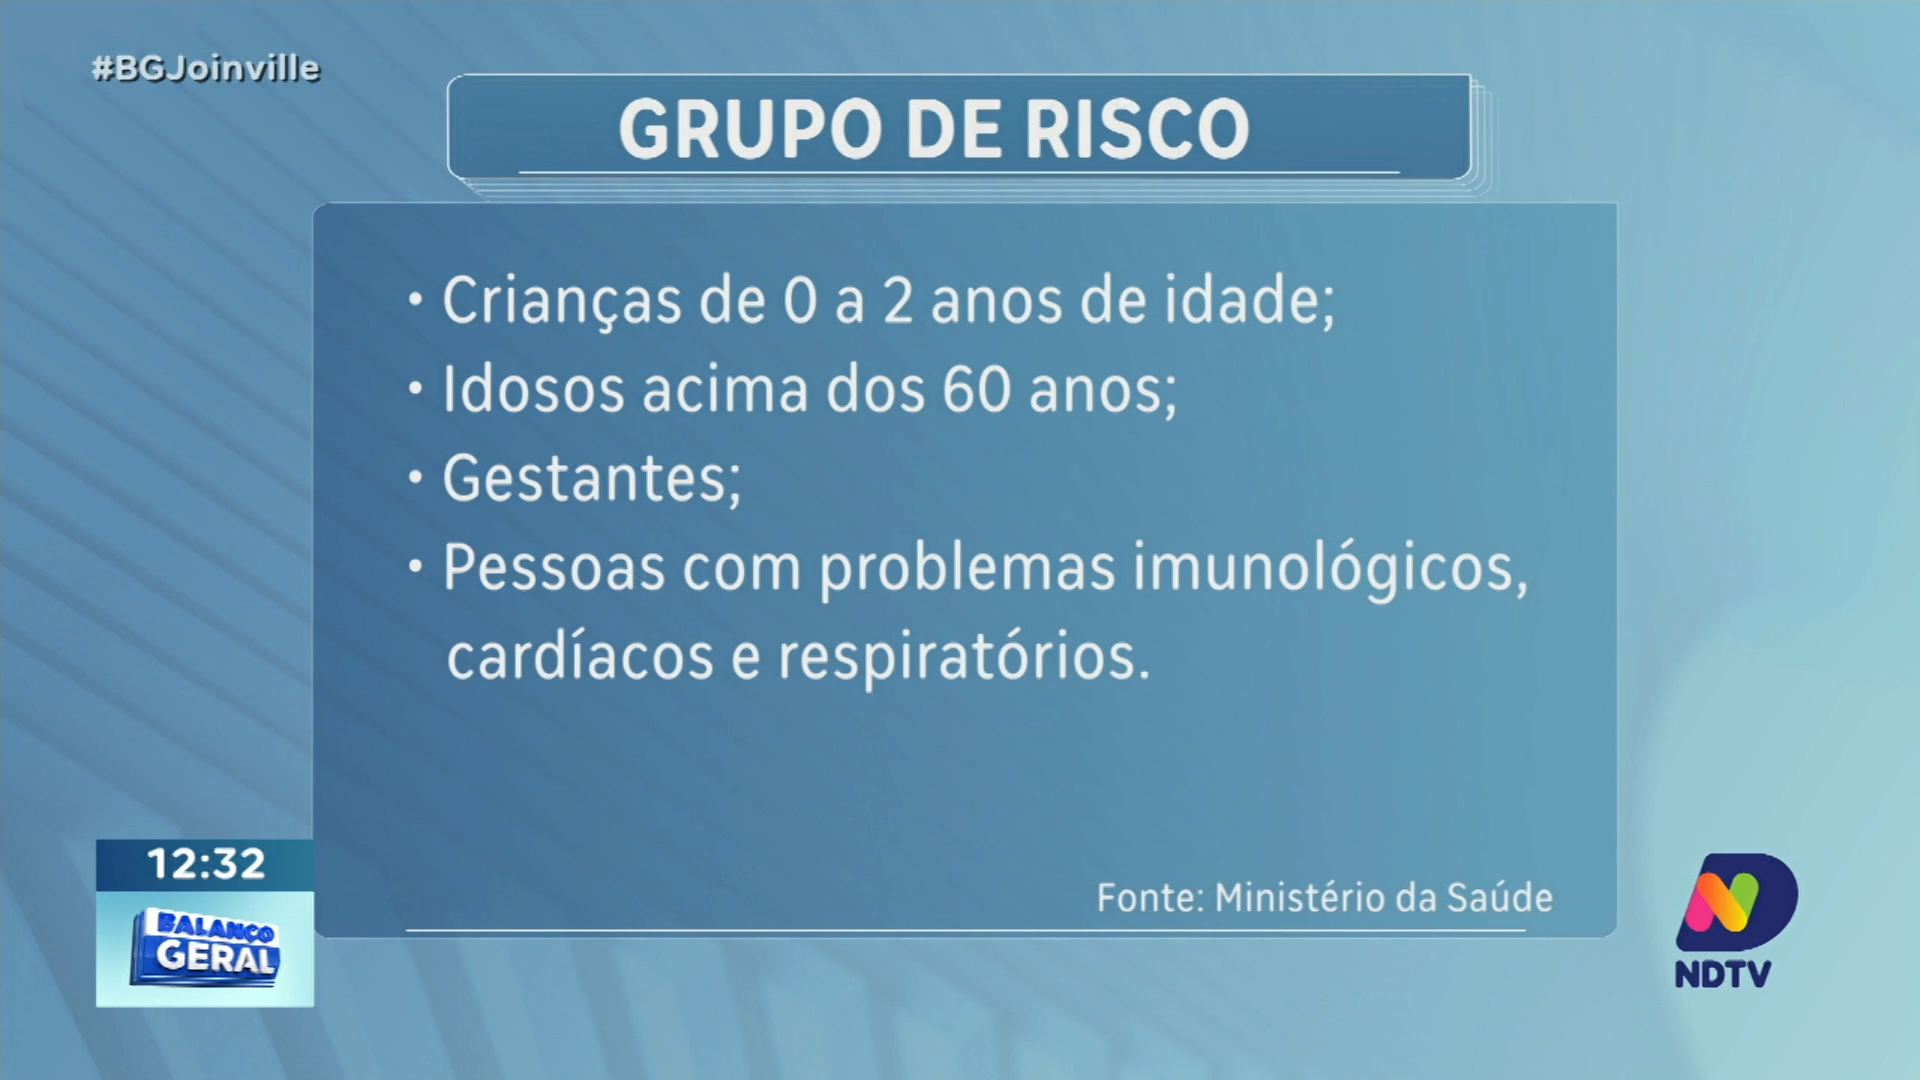 #BGJoinville
GRUPO DE RISCO
• Crianças de 0 a 2 anos de idade;
• Idosos acima dos 60 anos;
• Gestantes;
• Pessoas com problemas imunológicos,
cardíacos e respiratórios.
Fonte: Ministério da Saúde
12:32
BALANÇO
GERAL
NDTV